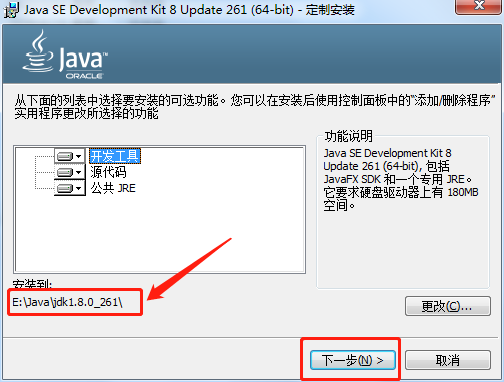 Java SE Development Kit 8 Update 261 (64-bit) - 定制安装
Java
ORACLE
从下面的列表中选择要安装的可选功能。您可以在安装后使用控制面板中的“添加/删除程序”
实用程序更改所选择的功能
开发工具
源代码
公共 JRE
功能说明
Java SE Development Kit 8
Update 261 (64-bit), 包括
JavaFX SDK 和一个专用 JRE。
它要求硬盘驱动器上有 180MB
空间。
安装到:
E:\Java\jdk1.8.0_261\
更改(C)...
下一步(N) >
取消